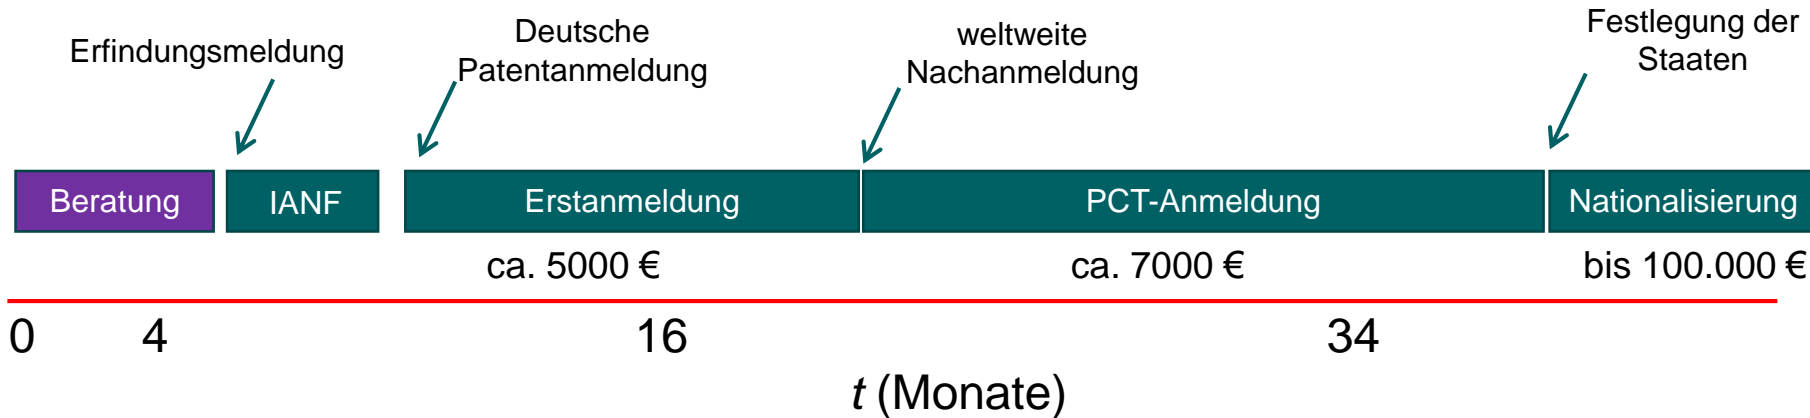 Erfindungsmeldung
Deutsche
Patentanmeldung
weltweite
Nachanmeldung
Festlegung der
Staaten
Beratung
IANF
Erstanmeldung
PCT-Anmeldung
Nationalisierung
ca. 5000 €
ca. 7000 €
bis 100.000 €
0 4 16 34
t (Monate)